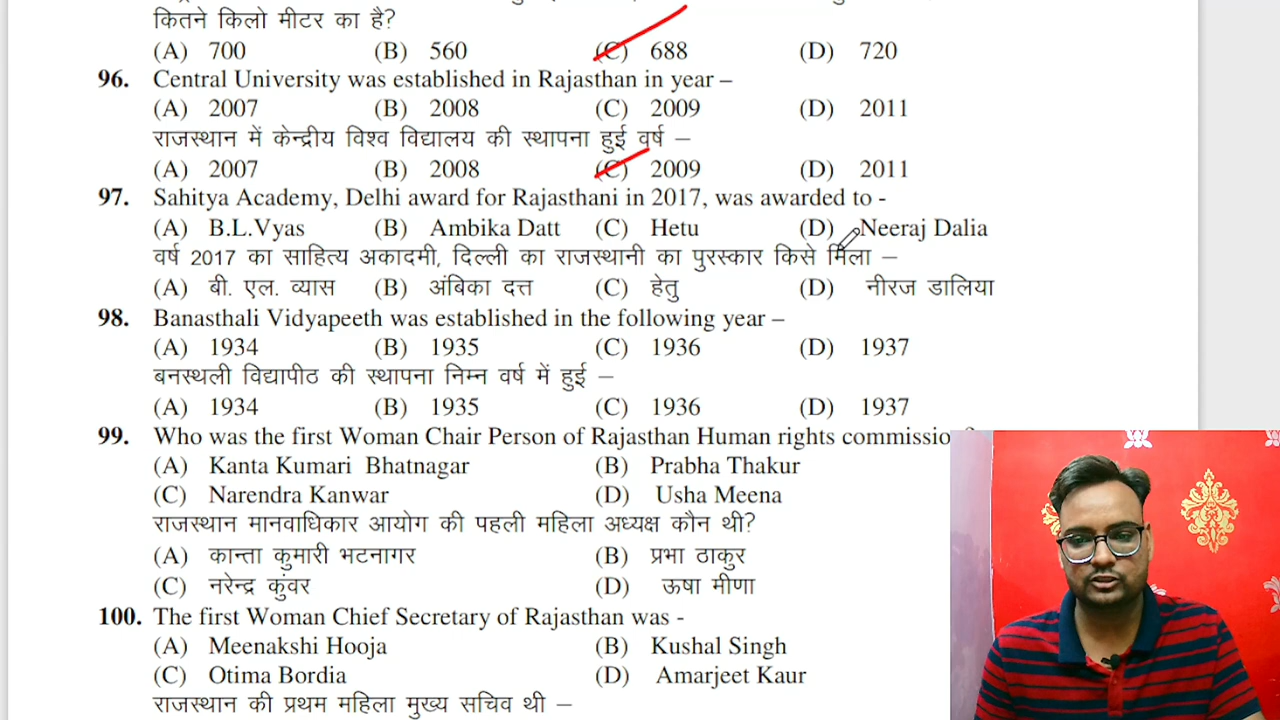 कितने किलो मीटर का है?
(A) 700 (B) 560 (C) 688 (D) 720
96. Central University was established in Rajasthan in year –
(A) 2007 (B) 2008 (C) 2009 (D) 2011
राजस्थान में केन्द्रीय विश्व विद्यालय की स्थापना हुई वर्ष –
(A) 2007 (B) 2008 (C) 2009 (D) 2011
97. Sahitya Academy, Delhi award for Rajasthani in 2017, was awarded to -
(A) B.L.Vyas (B) Ambika Datt (C) Hetu (D) Neeraj Dalia
वर्ष 2017 का साहित्य अकादमी, दिल्ली का राजस्थानी का पुरस्कार किसे मिला –
(A) बी. एल. व्यास (B) अंबिका दत्त (C) हेतु (D) नीरज डालिया
98. Banasthali Vidyapeeth was established in the following year –
(A) 1934 (B) 1935 (C) 1936 (D) 1937
बनस्थली विद्यापीठ की स्थापना निम्न वर्ष में हुई –
(A) 1934 (B) 1935 (C) 1936 (D) 1937
99. Who was the first Woman Chair Person of Rajasthan Human rights commissio
(A) Kanta Kumari Bhatnagar (B) Prabha Thakur
(C) Narendra Kanwar (D) Usha Meena
राजस्थान मानवाधिकार आयोग की पहली महिला अध्यक्ष कौन थी?
(A) कान्ता कुमारी भटनागर (B) प्रभा ठाकुर
(C) नरेन्द्र कुंवर (D) ऊषा मीणा
100. The first Woman Chief Secretary of Rajasthan was -
(A) Meenakshi Hooja (B) Kushal Singh
(C) Otima Bordia (D) Amarjeet Kaur
राजस्थान की प्रथम महिला मुख्य सचिव थी –